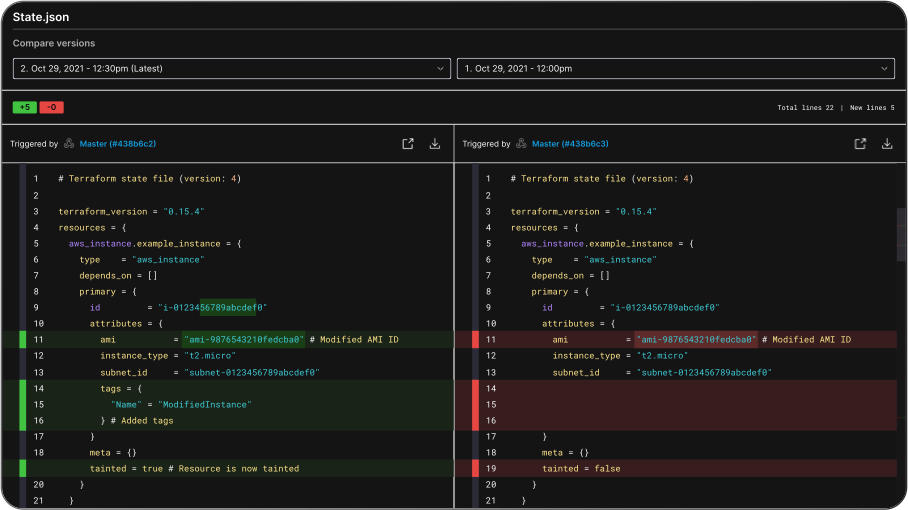 State.json
Compare versions
2. Oct 29, 2021 - 12:30pm (Latest)
1. Oct 29, 2021 - 12:00pm
+5 -0
Total lines 22 | New lines 5
Triggered by Master (#438b6c2)
1 # Terraform state file (version: 4)
2
3 terraform_version = "0.15.4"
4 resources = {
5 aws_instance.example_instance = {
6 type = "aws_instance"
7 depends_on = []
8 primary = {
9 id = "i-0123456789abcdef0"
10 attributes = {
11 ami = "ami-9876543210fedcba0" # Modified AMI ID
12 instance_type = "t2.micro"
13 subnet_id = "subnet-0123456789abcdef0"
14 tags = {
15 "Name" = "ModifiedInstance"
16 } # Added tags
17 }
18 meta = {}
tainted = true # Resource is now tainted
20 }
21 }
Triggered by Master (#438b6c3)
1 # Terraform state file (version: 4)
2
3 terraform_version = "0.15.4"
4 resources = {
5 aws_instance.example_instance = {
6 type = "aws_instance"
7 depends_on = []
8 primary = {
9 id = "i-0123456789abcdef0"
10 attributes = {
11 ami = "ami-9876543210fedcba0" # Modified AMI ID
12 instance_type = "t2.micro"
13 subnet_id = "subnet-0123456789abcdef0"
14
15
16
17 }
18 meta = {}
19 tainted = false
20 }
21 }